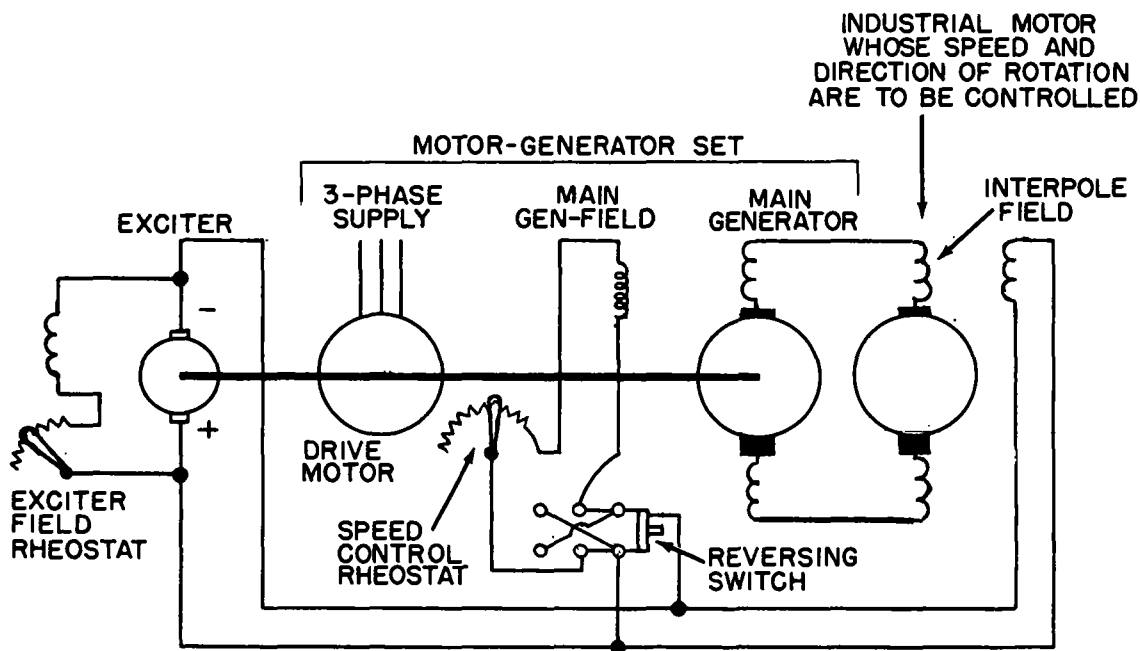 INDUSTRIAL MOTOR
WHOSE SPEED AND
DIRECTION OF ROTATION
ARE TO BE CONTROLLED
MOTOR-GENERATOR SET
EXCITER
3-PHASE
SUPPLY
MAIN
GEN-FIELD
MAIN
GENERATOR
INTERPOLE
FIELD
-
+
DRIVE
MOTOR
EXCITER
FIELD
RHEOSTAT
SPEED
CONTROL
RHEOSTAT
REVERSING
SWITCH